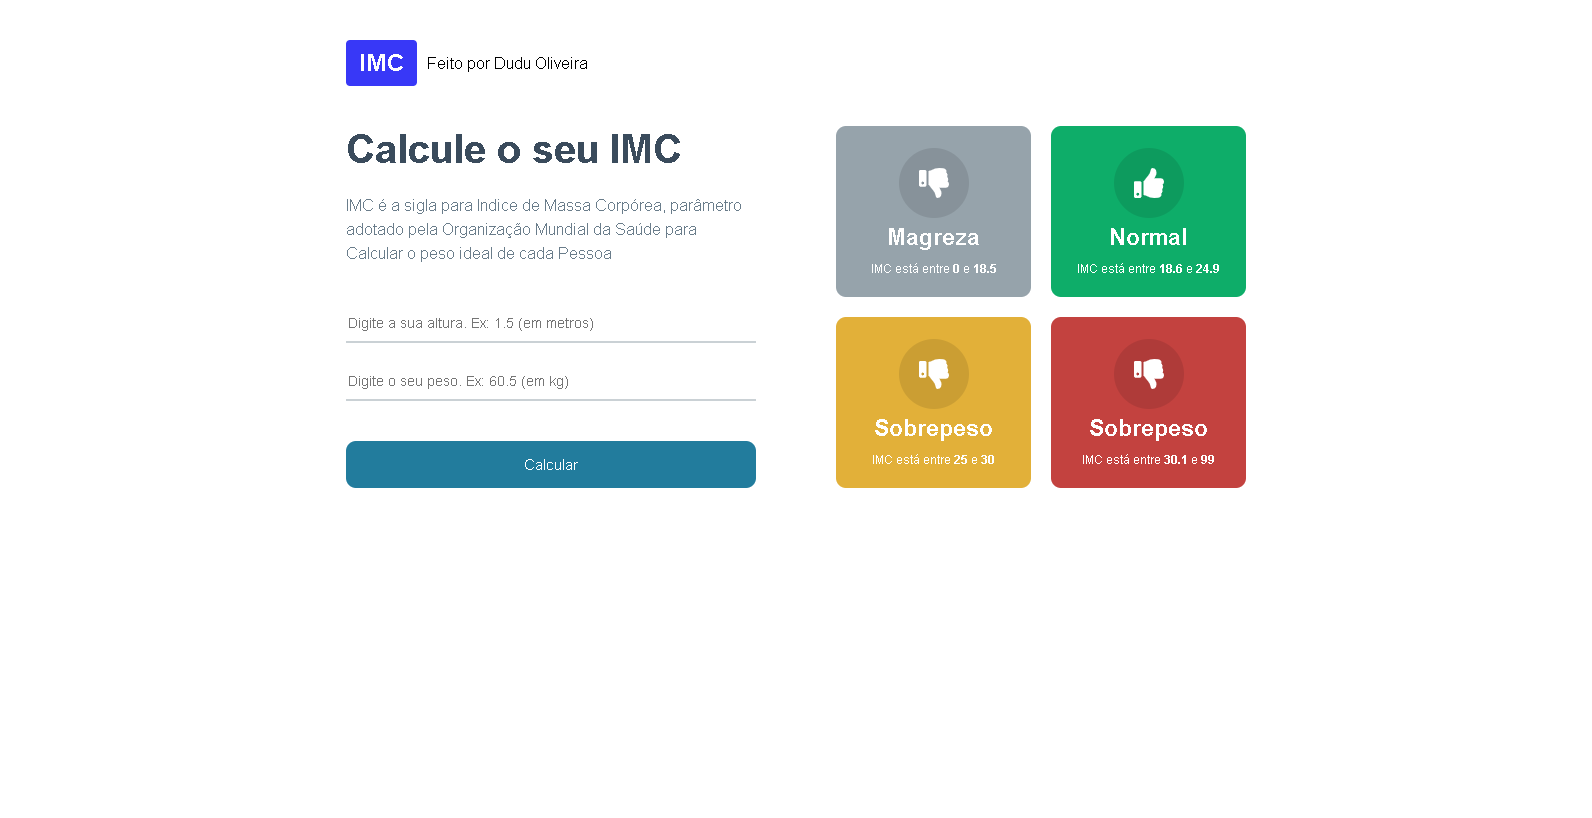 IMC
Feito por Dudu Oliveira
Calcule o seu IMC
IMC é a sigla para Indice de Massa Corpórea, parâmetro
adotado pela Organização Mundial da Saúde para
Calcular o peso ideal de cada Pessoa
Digite a sua altura. Ex: 1.5 (em metros)
Digite o seu peso. Ex: 60.5 (em kg)
Calcular
Magreza
IMC está entre 0 e 18.5
Normal
IMC está entre 18.6 e 24.9
Sobrepeso
IMC está entre 25 e 30
Sobrepeso
IMC está entre 30.1 e 99